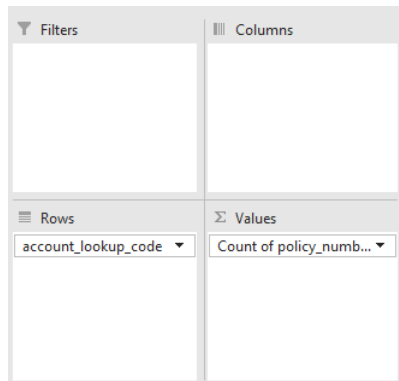 Filters
Columns
Rows
Σ Values
account_lookup_code
Count of policy_numb...